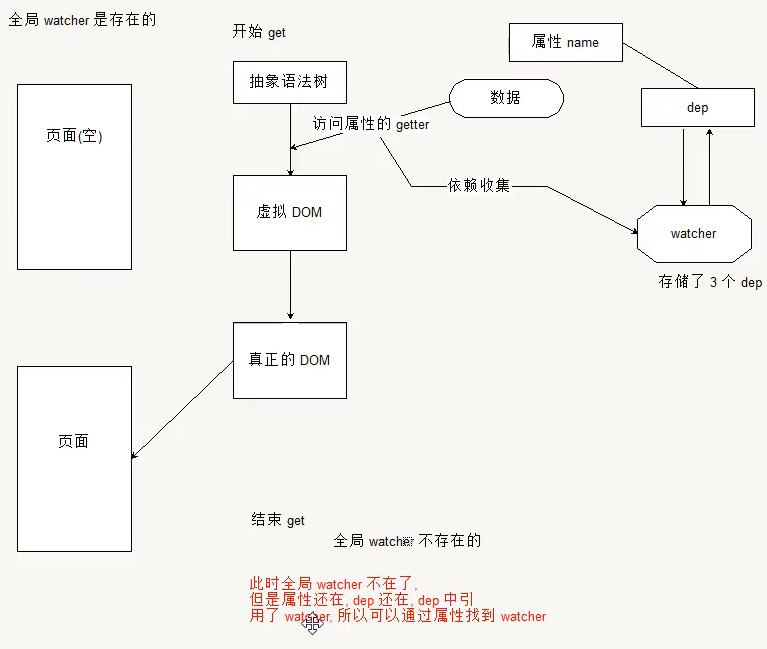 全局 watcher 是存在的
开始 get
属性 name
抽象语法树
数据
页面(空)
访问属性的 getter
dep
依赖收集
虚拟 DOM
watcher
存储了 3 个 dep
真正的 DOM
页面
结束 get
全局 watcher 不存在的
此时全局 watcher 不在了,
但是属性还在, dep 还在, dep 中引
用了 watcher, 所以可以通过属性找到 watcher